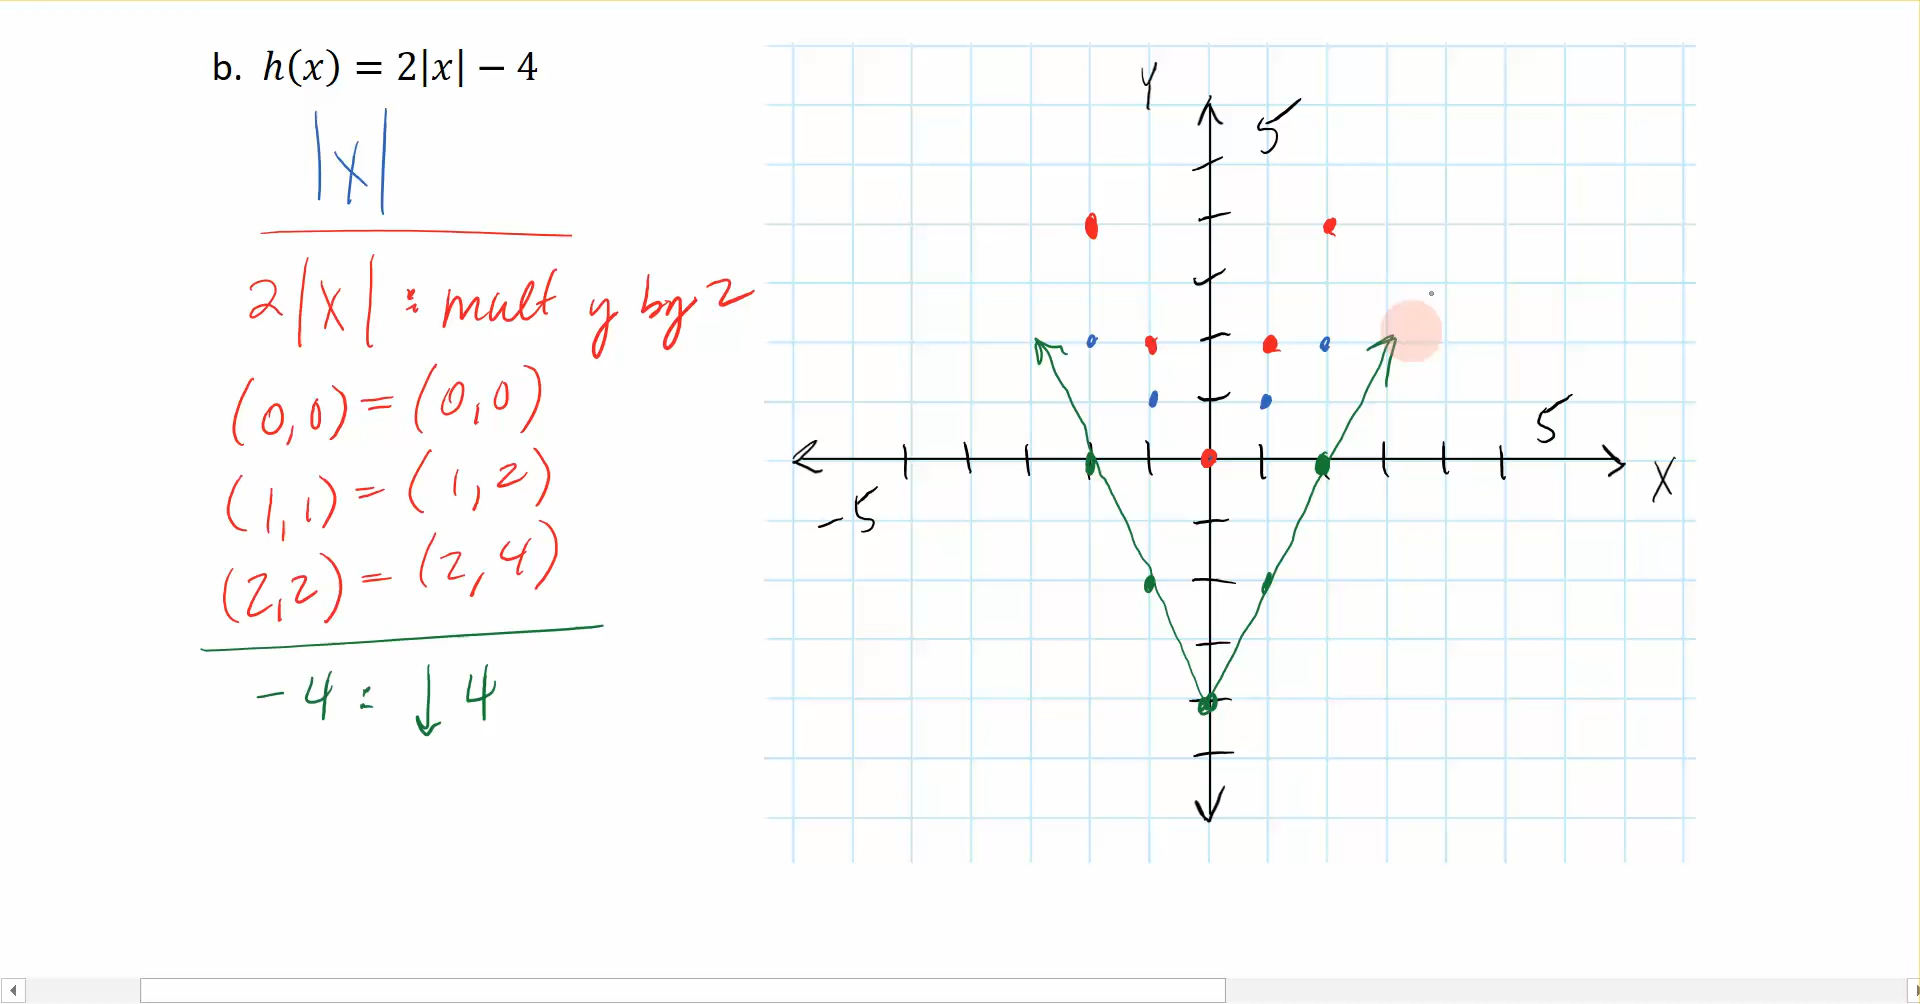 b. h(x) = 2|x| − 4
|x|
2|x| : mult y by 2
(0,0) = (0,0)
(1,1) = (1,2)
(2,2) = (2,4)
-4 : ↓ 4
Y
5
5
-5
X